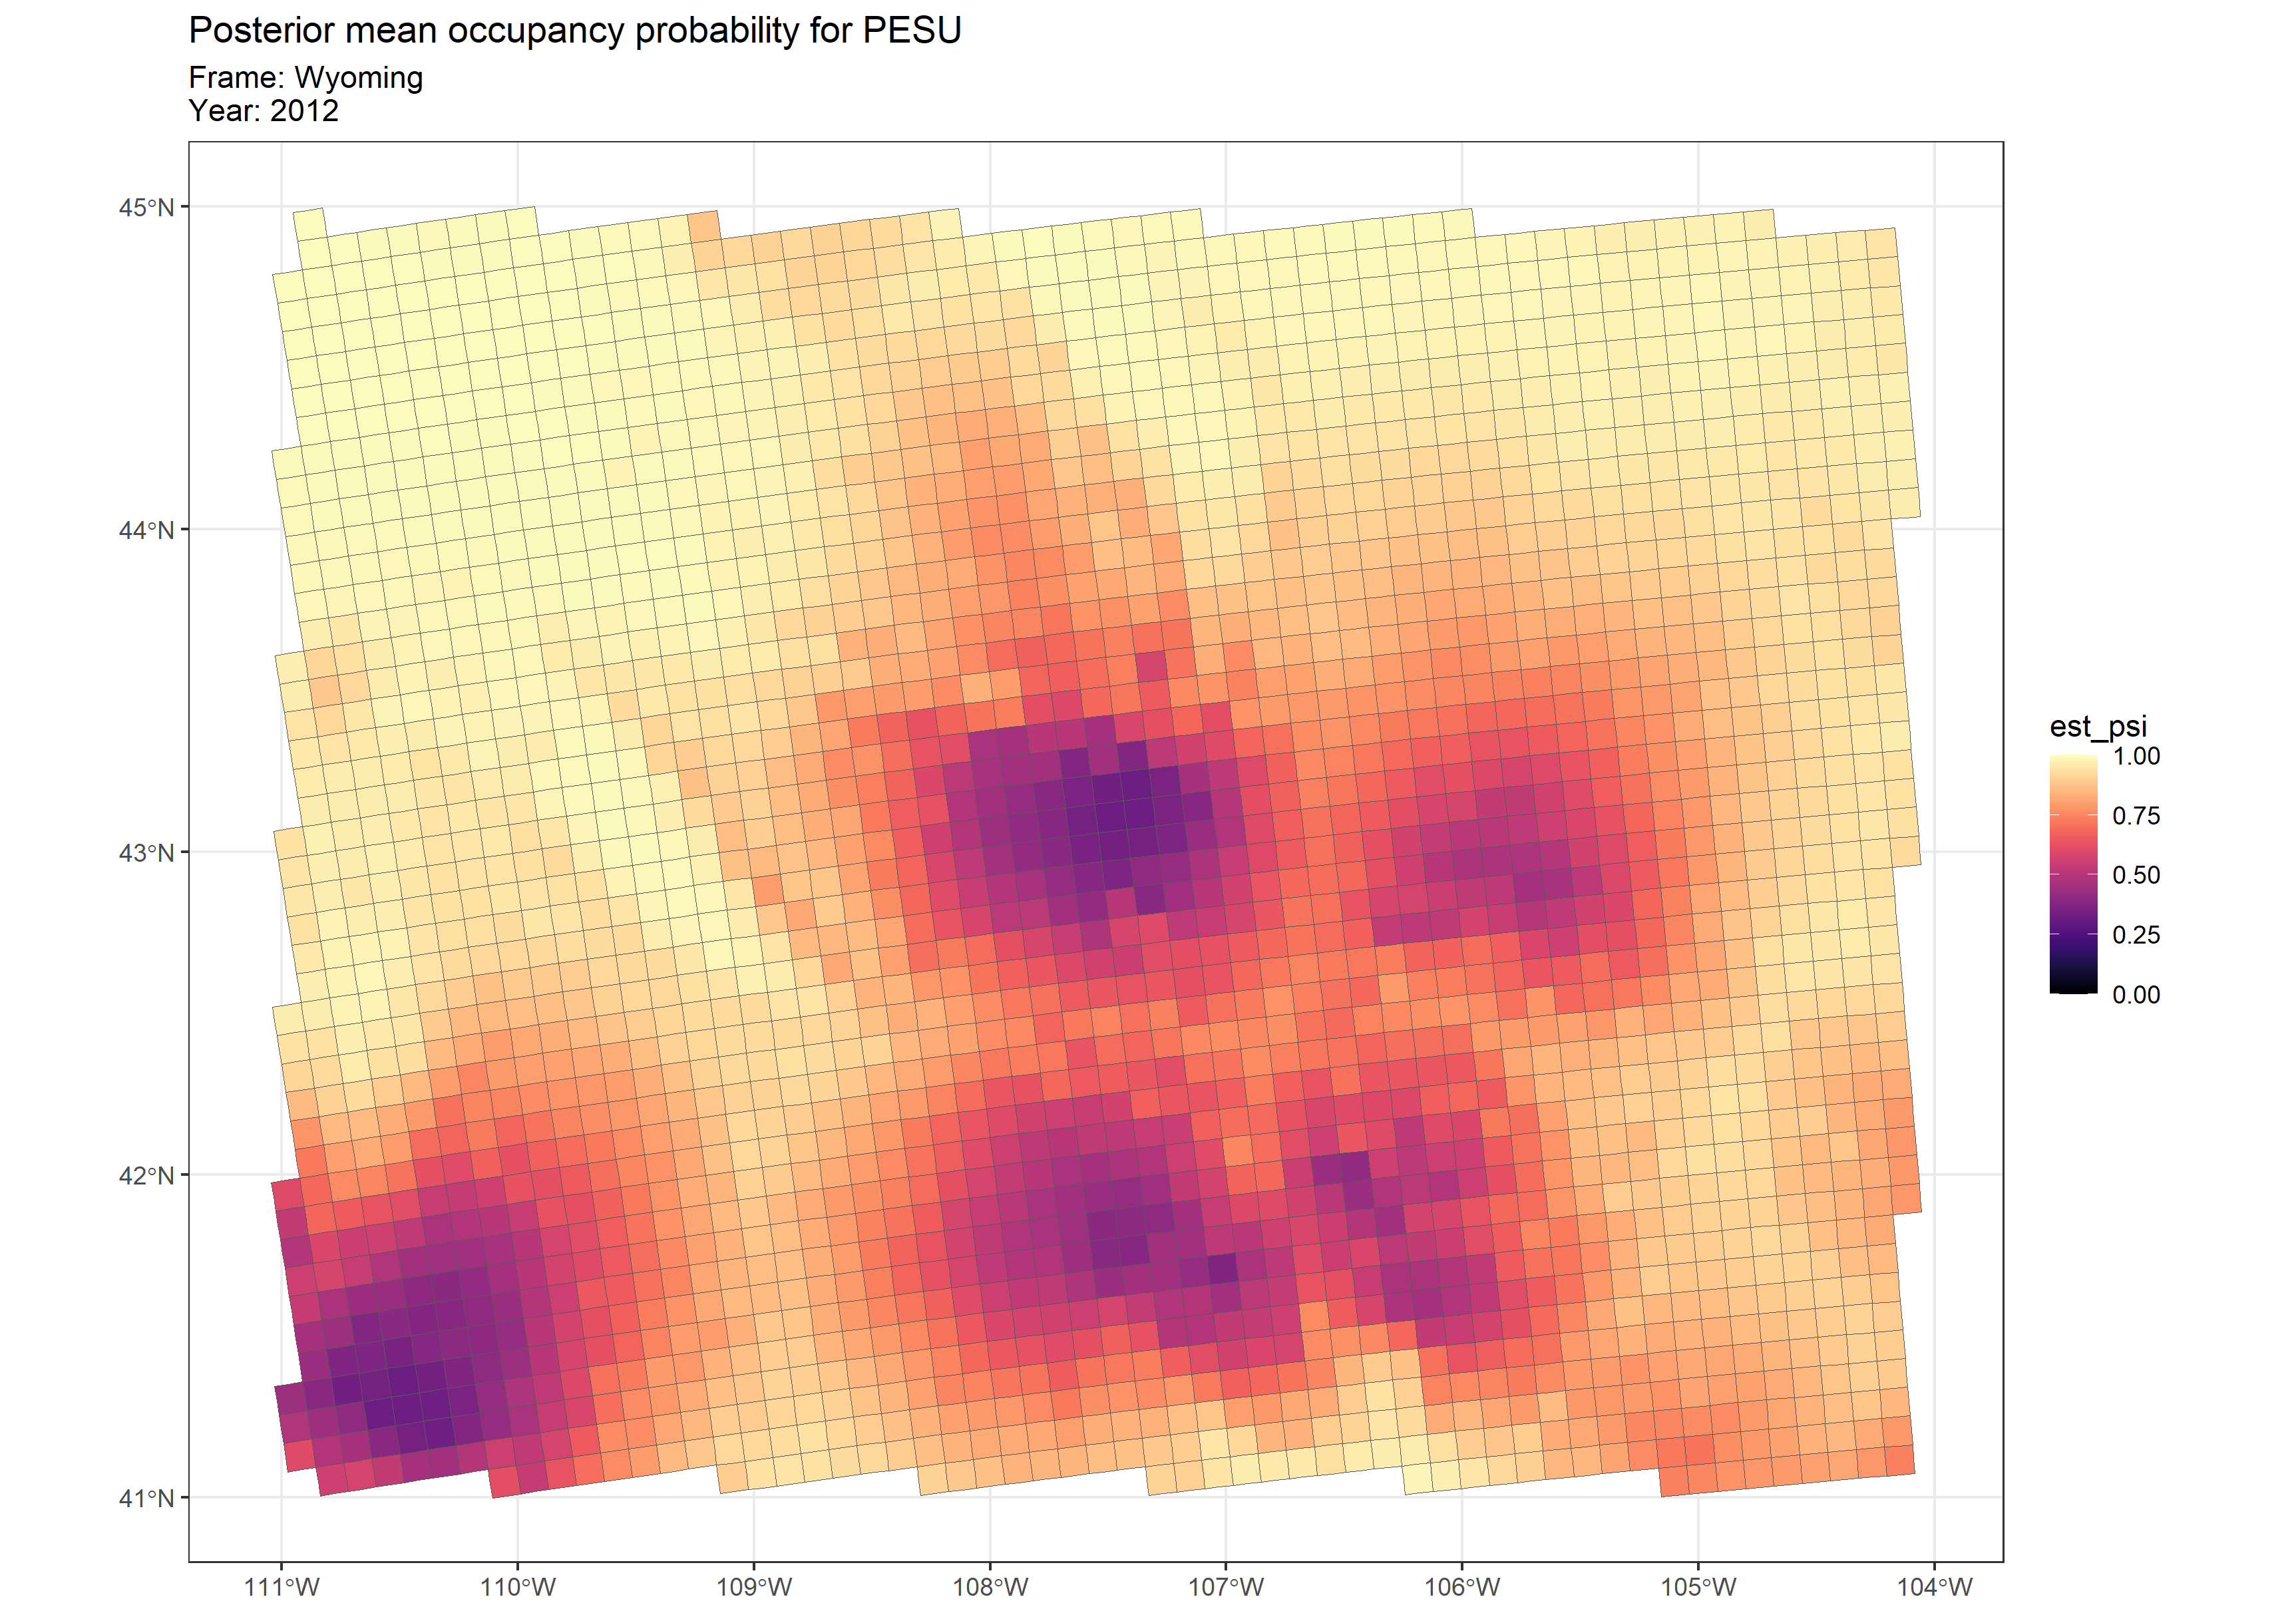 Posterior mean occupancy probability for PESU
Frame: Wyoming
Year: 2012
45°N
44°N
43°N
42°N
41°N
111°W
110°W
109°W
108°W
107°W
106°W
105°W
104°W
est_psi
1.00
0.75
0.50
0.25
0.00